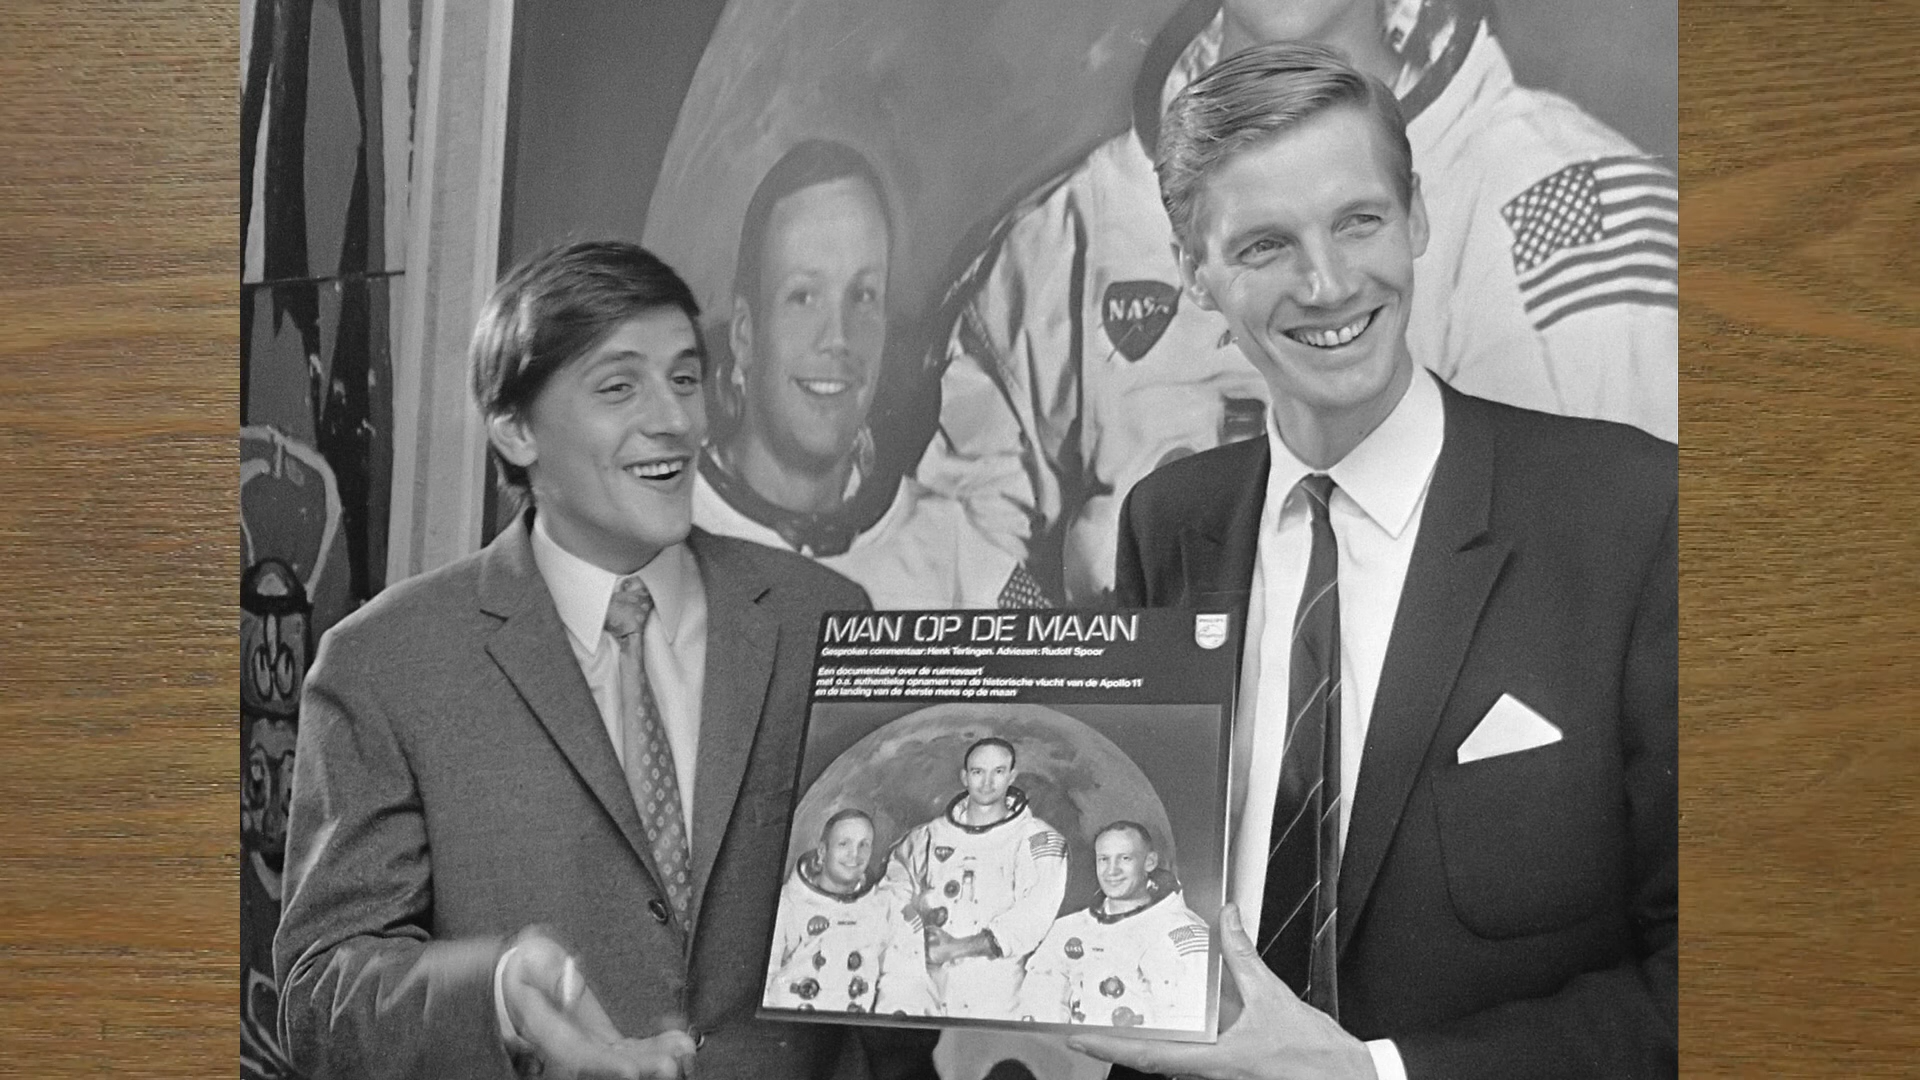 NASA
MAN OP DE MAAN
Gesproken commentaar: Henk Terlingen. Adviezen: Rudolf Spoor
Een documentaire over de ruimtevaart
met o.a. authentieke opnamen van de historische vlucht van de Apollo 11
en de landing van de eerste mens op de maan
PHILIPS